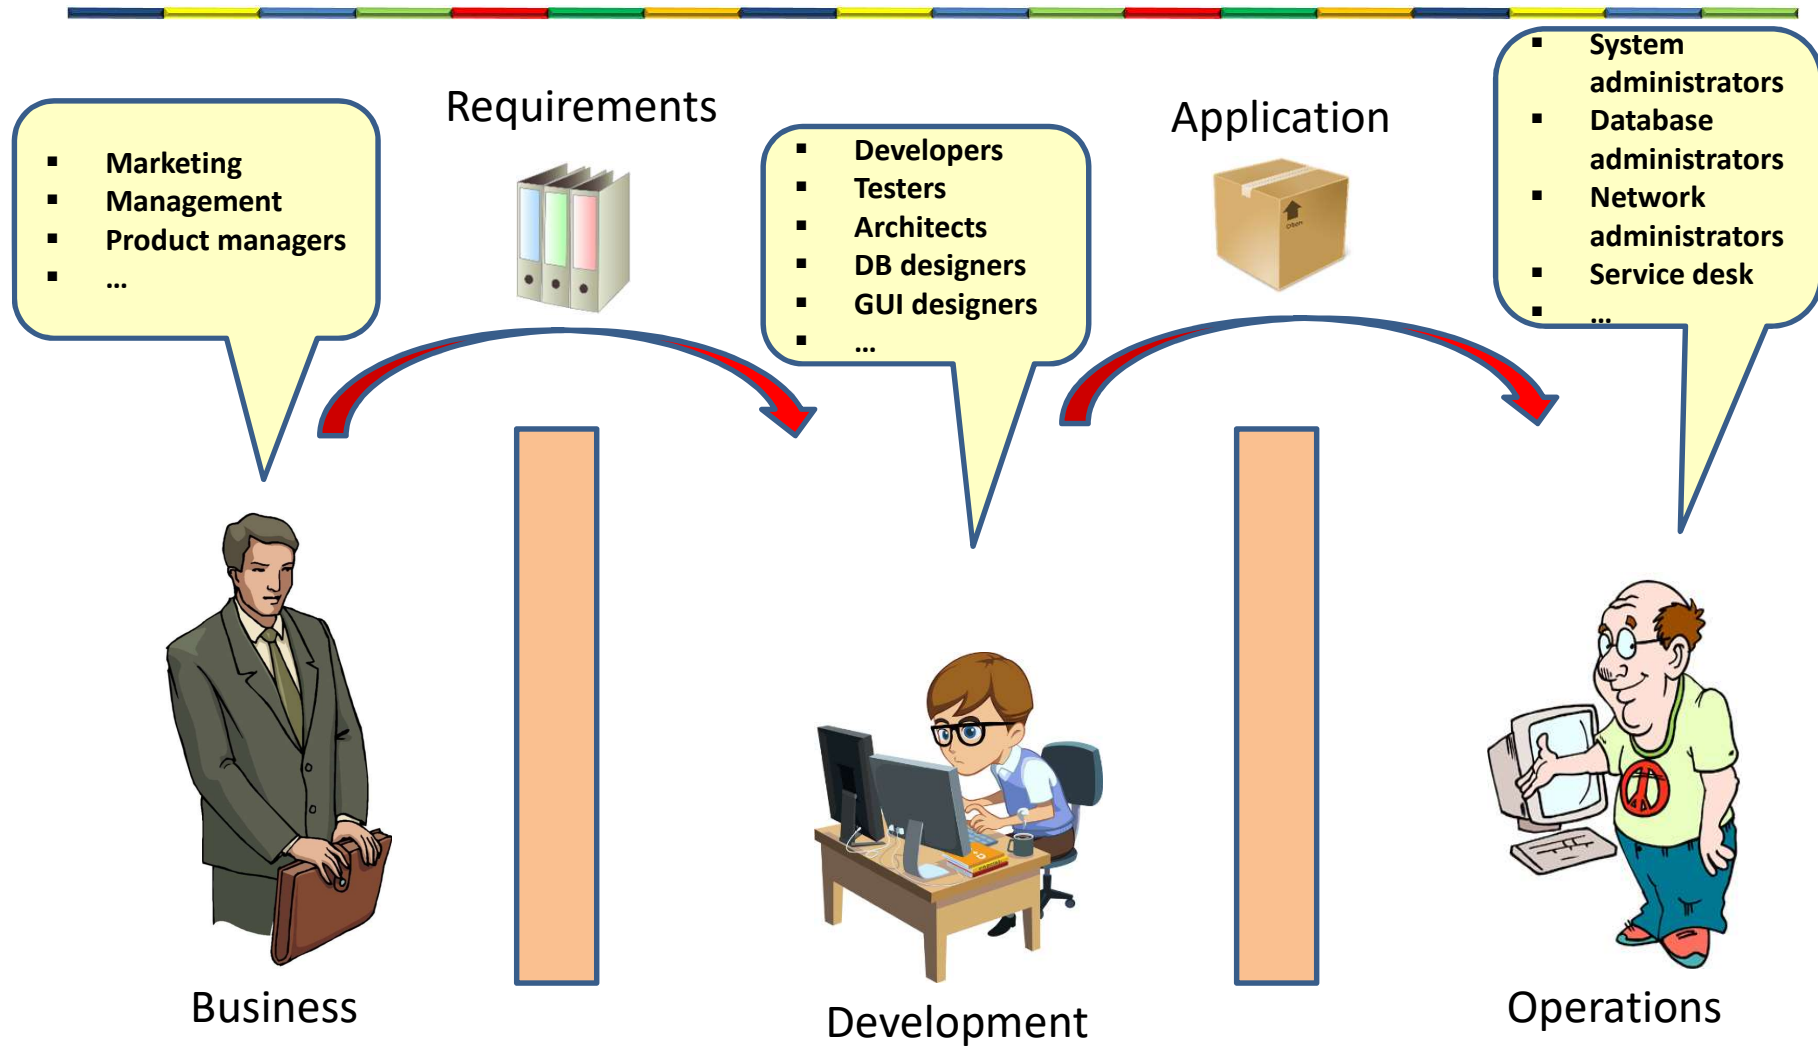 Requirements
Application
▪ Marketing
▪ Management
▪ Product managers
▪ ...
▪ Developers
▪ Testers
▪ Architects
▪ DB designers
▪ GUI designers
▪ ...
▪ System
administrators
▪ Database
administrators
▪ Network
administrators
▪ Service desk
▪ ...
Business
Development
Operations